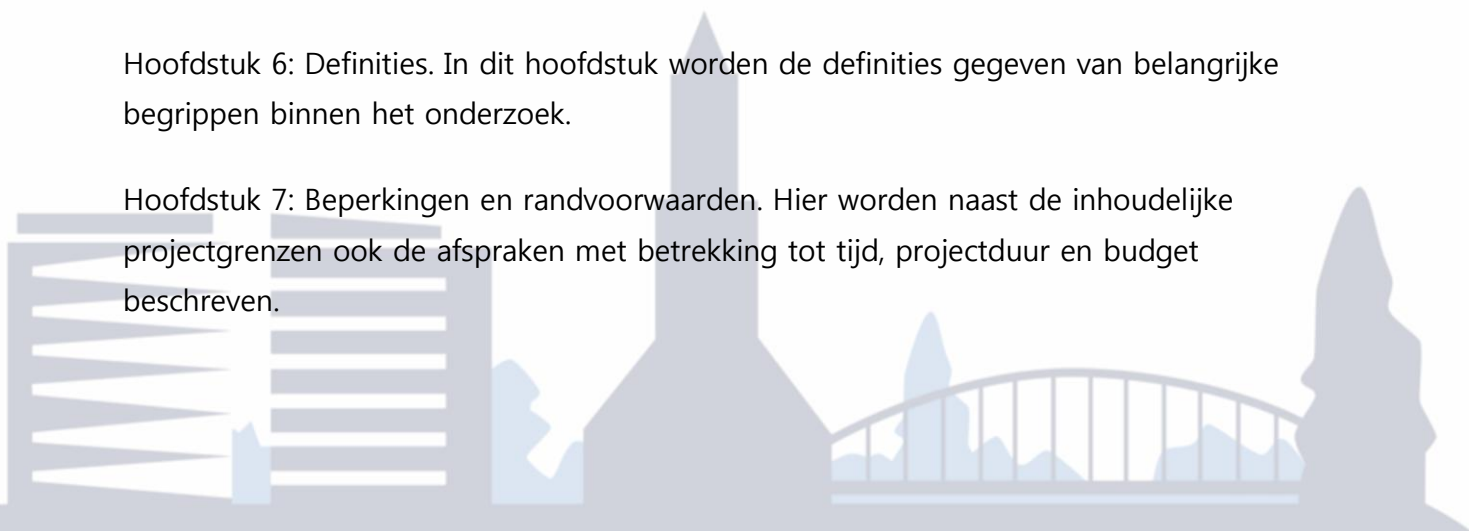 Hoofdstuk 6: Definities. In dit hoofdstuk worden de definities gegeven van belangrijke
begrippen binnen het onderzoek.
Hoofdstuk 7: Beperkingen en randvoorwaarden. Hier worden naast de inhoudelijke
projectgrenzen ook de afspraken met betrekking tot tijd, projectduur en budget
beschreven.